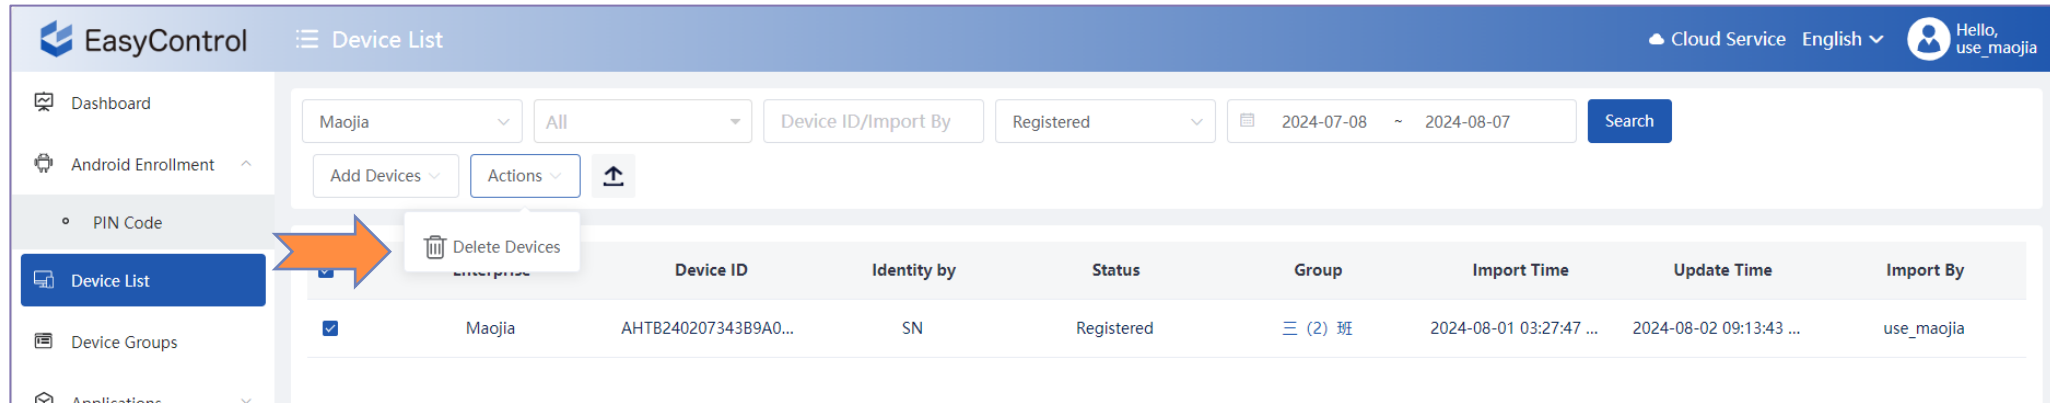 EasyControl
Device List
Cloud Service English
Hello,
use_maojia
Dashboard
Android Enrollment
PIN Code
Device List
Device Groups
Applications
Maojia
All
Device ID/Import By
Registered
2024-07-08 ~ 2024-08-07
Search
Add Devices
Actions
Delete Devices
Enterprise Device ID Identity by Status Group Import Time Update Time Import By
Maojia AHTB240207343B9A0... SN Registered 三（2）班 2024-08-01 03:27:47 ... 2024-08-02 09:13:43 ... use_maojia